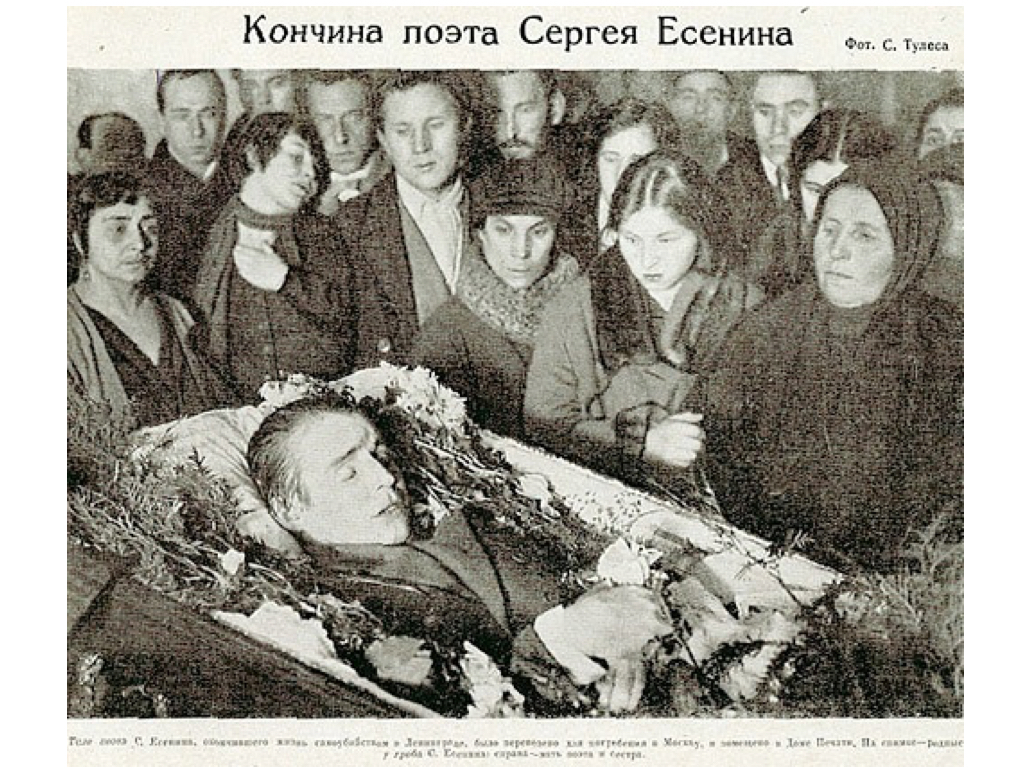 Кончина поэта Сергея Есенина
Фот. С. Тулеса
Тело поэта С. Есенина, окончившего жизнь самоубийством в Ленинграде, было перевезено для погребения в Москву, и помещено в Доме Печати. На снимке—родные
у гроба С. Есенина: справа—мать поэта и сестра.